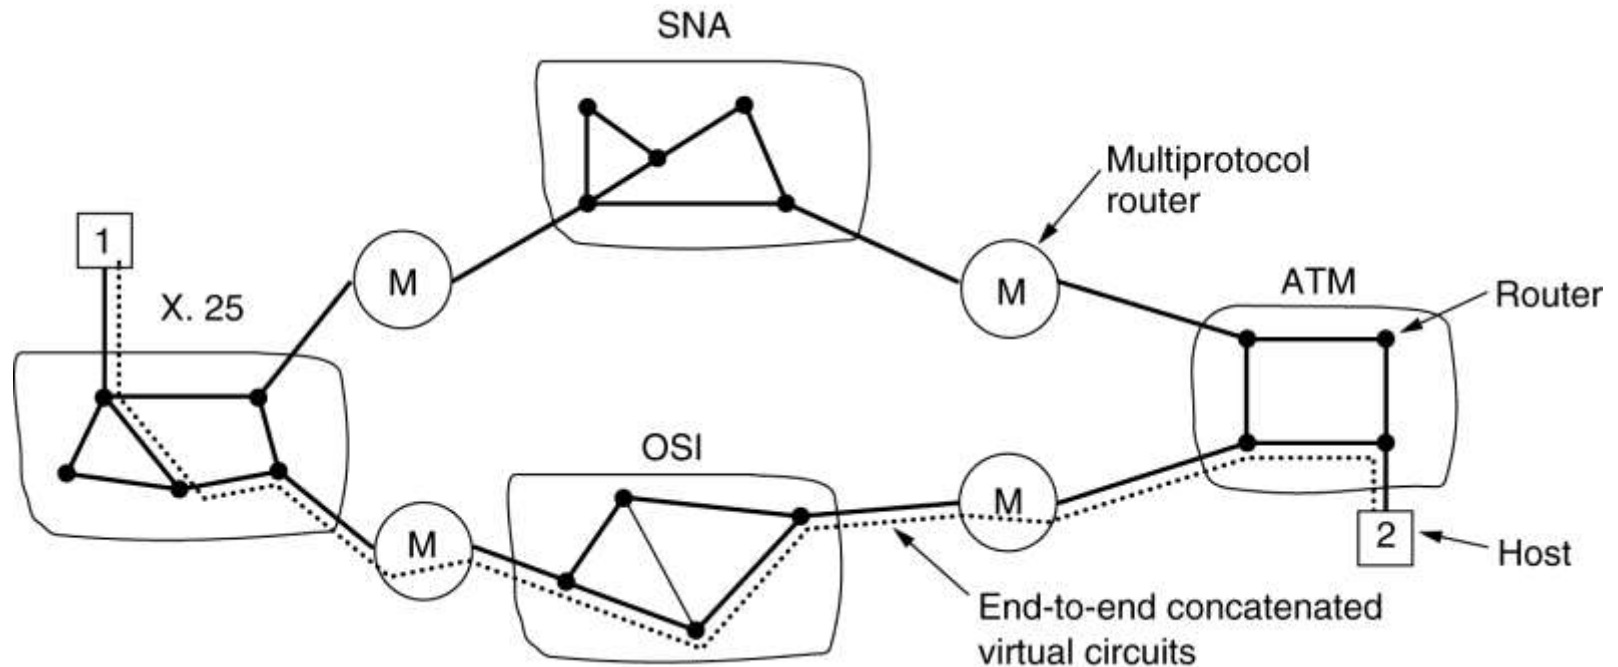 SNA
Multiprotocol
router
1
X. 25
M
M
ATM
Router
OSI
M
M
2
Host
End-to-end concatenated
virtual circuits